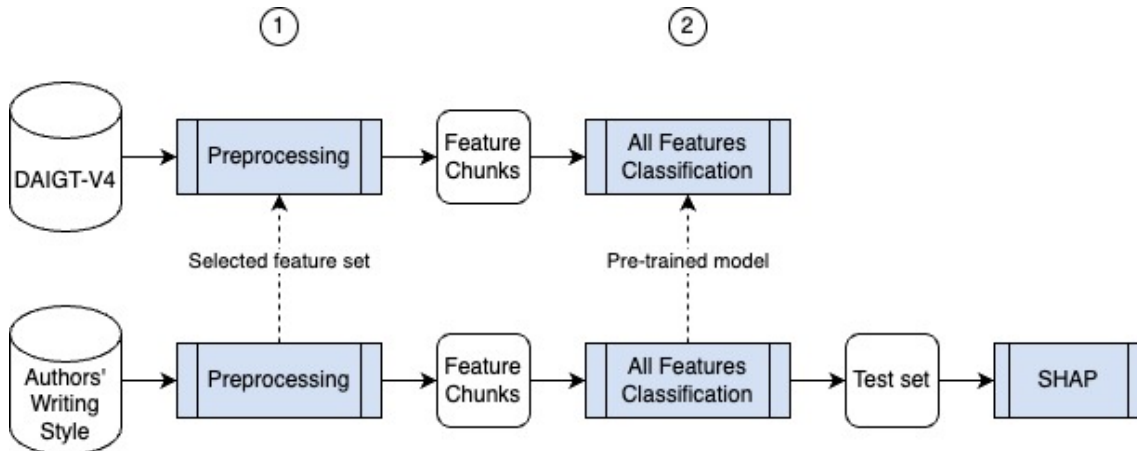 1
2
DAIGT-V4
Preprocessing
Feature
Chunks
All Features
Classification
Selected feature set
Pre-trained model
Authors'
Writing
Style
Preprocessing
Feature
Chunks
All Features
Classification
Test set
SHAP